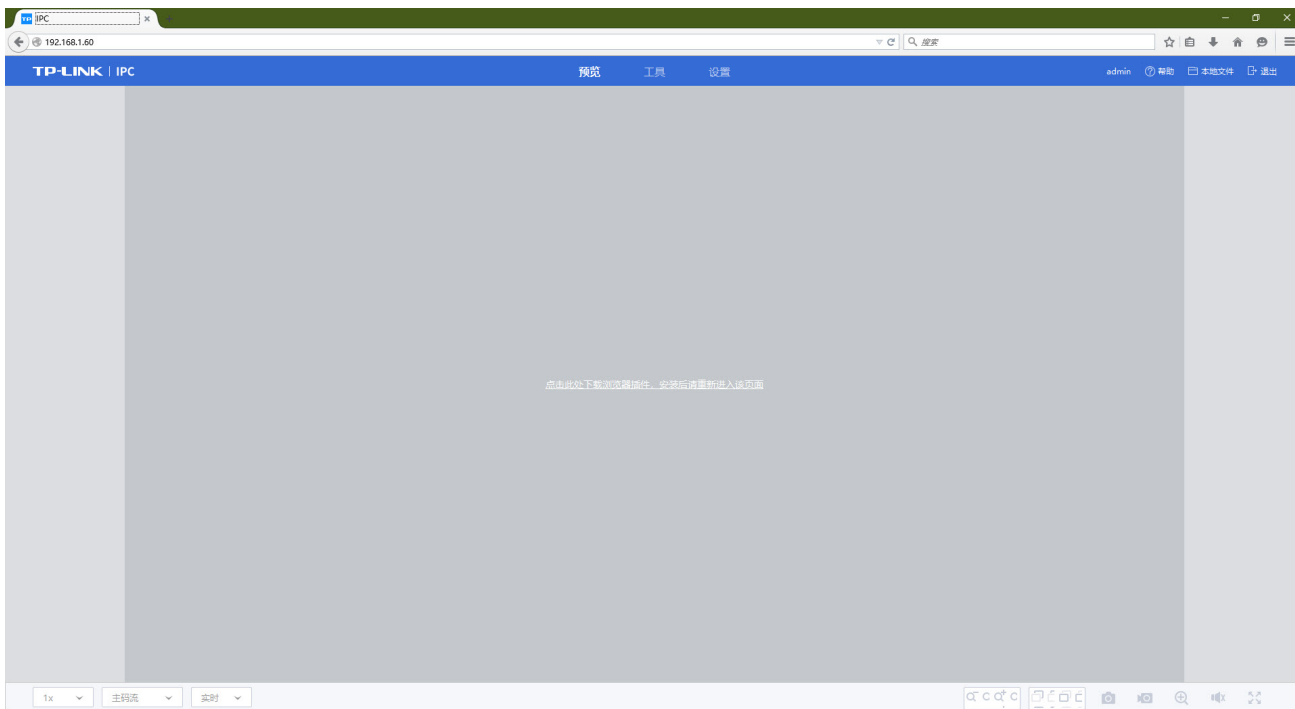 IPC
192.168.1.60
搜索
TP-LINK | IPC 预览 工具 设置 admin 帮助 本地文件 退出
点击此处下载浏览器插件，安装后请重新进入该页面
1x 主码流 实时